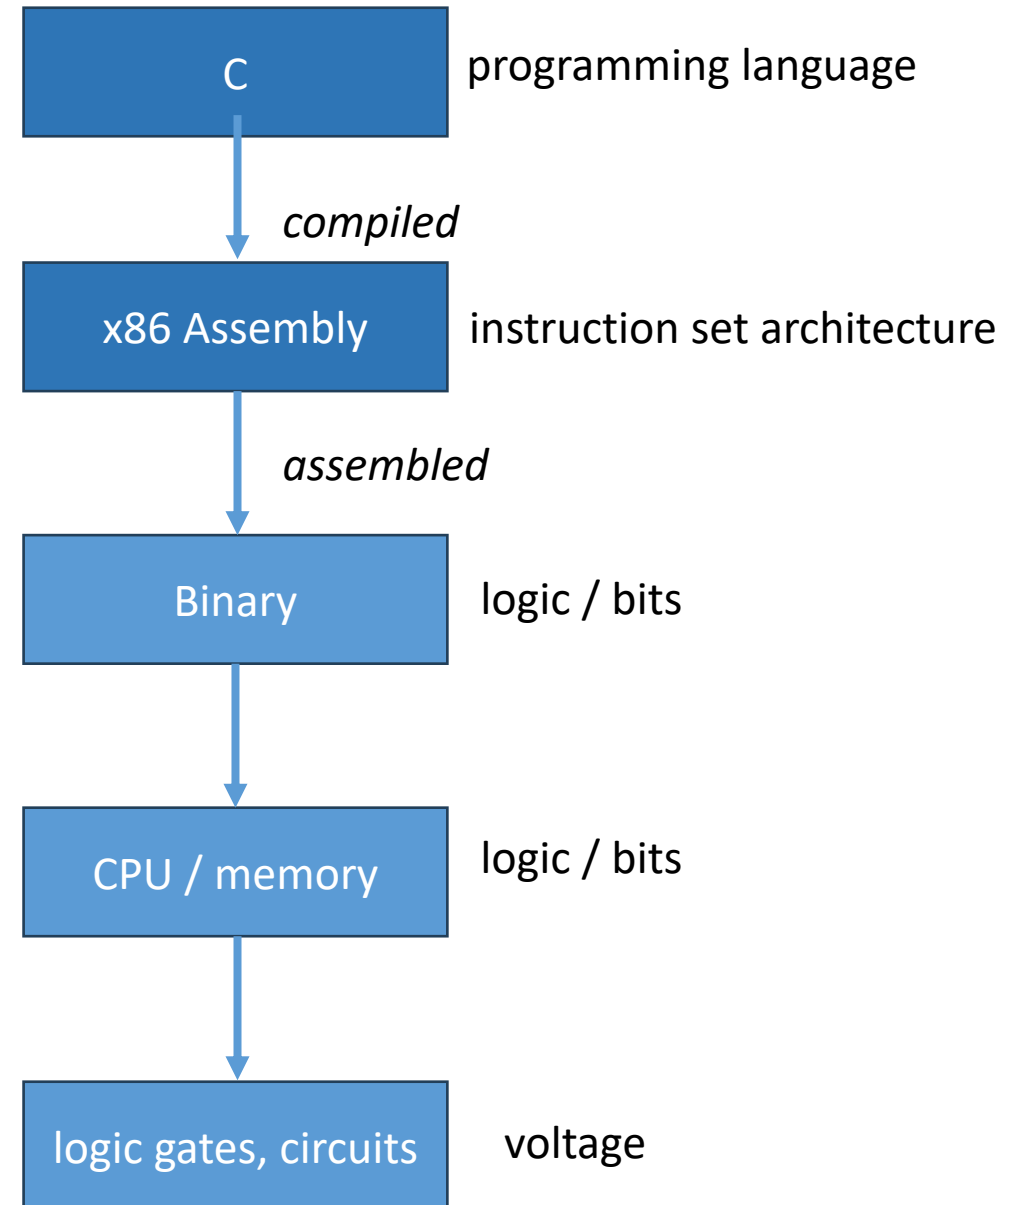 C
programming language
compiled
x86 Assembly
instruction set architecture
assembled
Binary
logic / bits
CPU / memory
logic / bits
logic gates, circuits
voltage